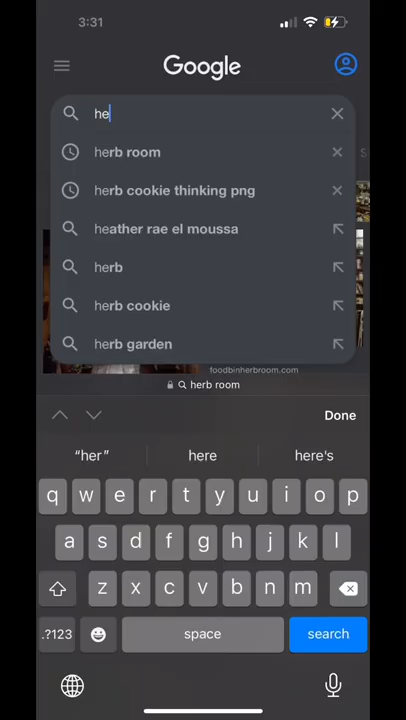 3:31
Google
he
herb room
herb cookie thinking png
heather rae el moussa
herb
herb cookie
herb garden
foodbinherbroom.com
herb room
Done
“her” here here's
q w e r t y u i o p
a s d f g h j k l
z x c v b n m
.?123 space search